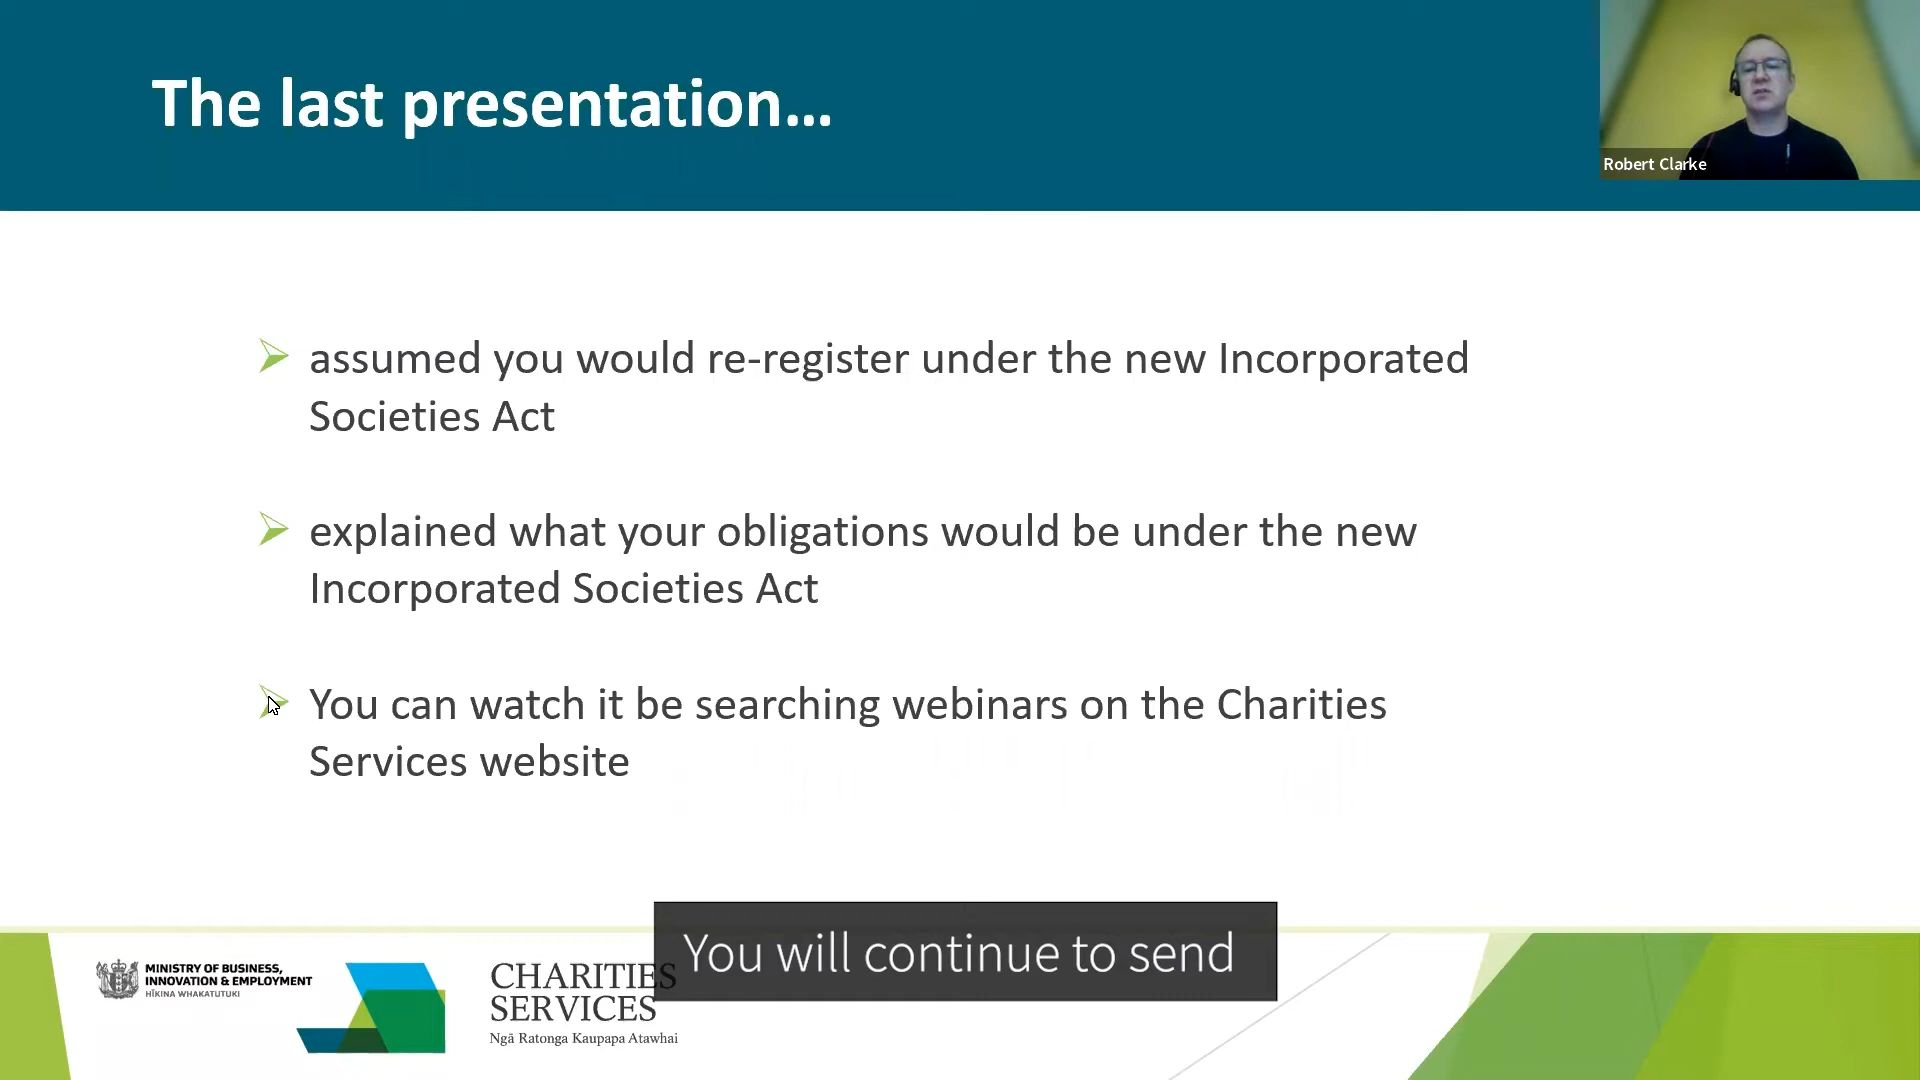 The last presentation...
Robert Clarke
assumed you would re-register under the new Incorporated
Societies Act
explained what your obligations would be under the new
Incorporated Societies Act
You can watch it be searching webinars on the Charities
Services website
You will continue to send
MINISTRY OF BUSINESS,
INNOVATION & EMPLOYMENT
HĪKINA WHAKATUTUKI
CHARITIES
SERVICES
Ngā Ratonga Kaupapa Atawhai